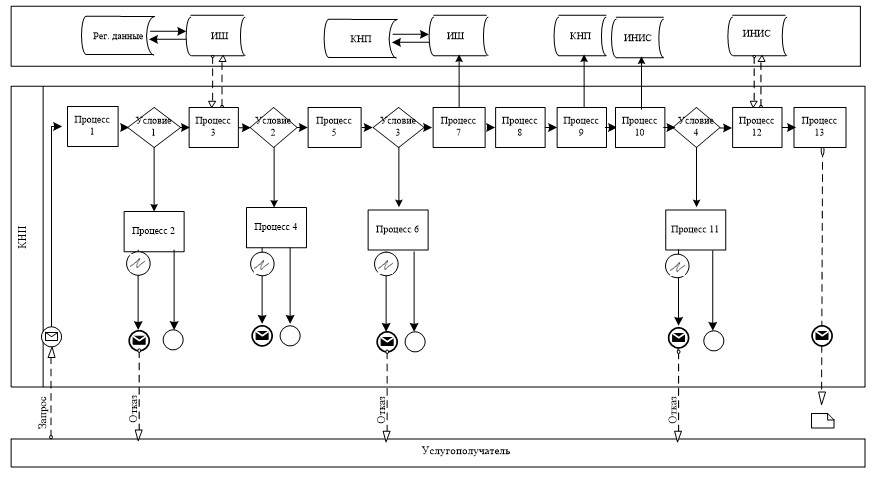 Рег. данные
ИШ
КНП
ИШ
КНП
ИНИС
ИНИС
КНП
Процесс
1
Условие
1
Процесс
3
Условие
2
Процесс
5
Условие
3
Процесс
7
Процесс
8
Процесс
9
Процесс
10
Условие
4
Процесс
12
Процесс
13
Процесс 2
Процесс 4
Процесс 6
Процесс 11
Запрос
Отказ
Отказ
Отказ
Услугополучатель